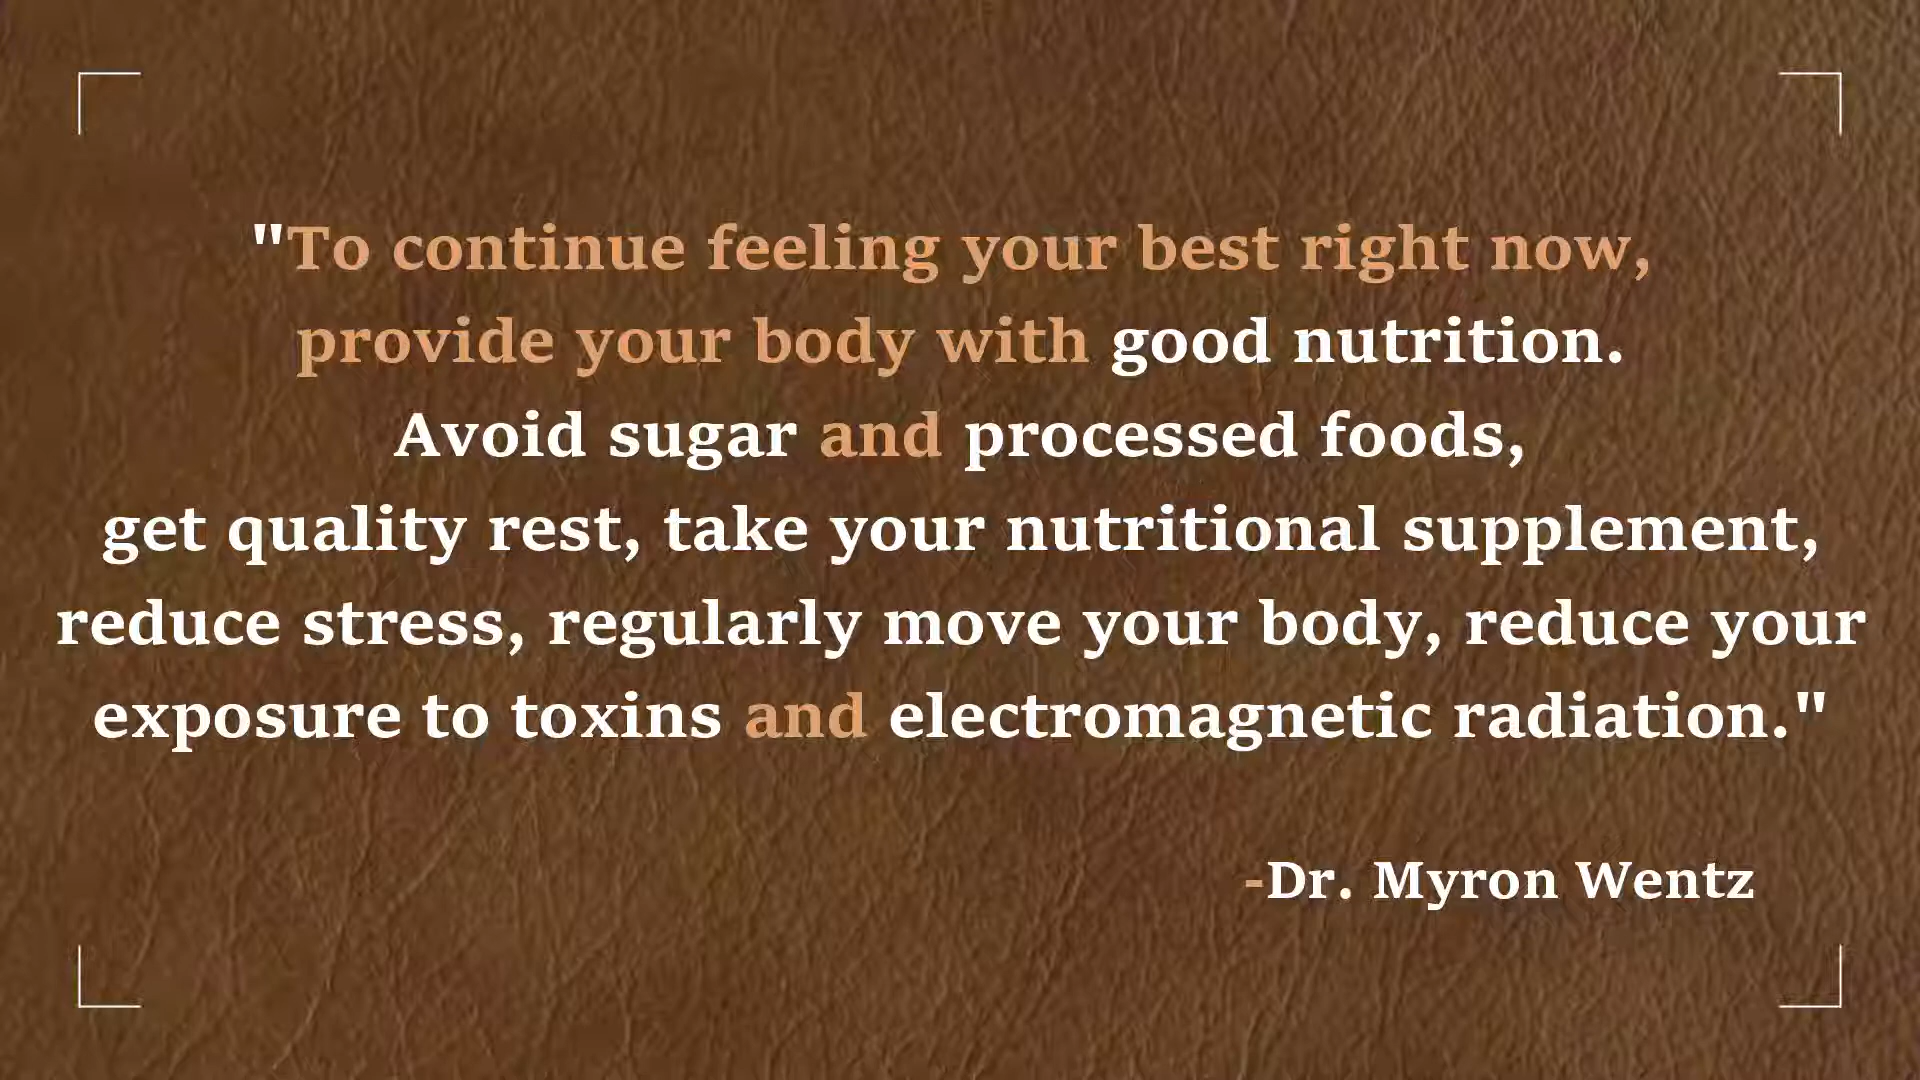 "To continue feeling your best right now,
provide your body with good nutrition.
Avoid sugar and processed foods,
get quality rest, take your nutritional supplement,
reduce stress, regularly move your body, reduce your
exposure to toxins and electromagnetic radiation."
-Dr. Myron Wentz